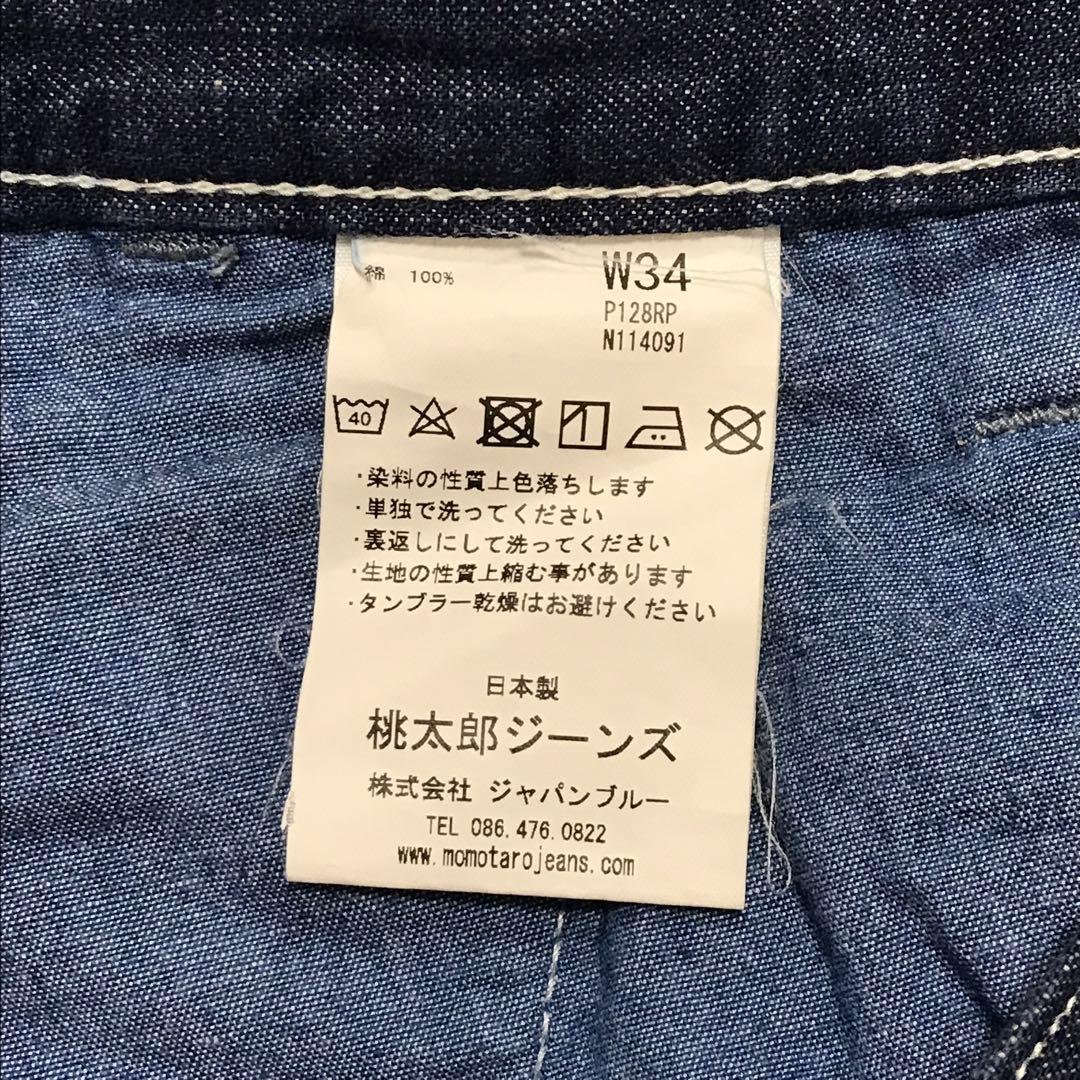 綿 100% W34
P128RP
N114091
40
・染料の性質上色落ちします
・単独で洗ってください
・裏返しにして洗ってください
・生地の性質上縮む事があります
・タンブラー乾燥はお避けください
日本製
桃太郎ジーンズ
株式会社 ジャパンブルー
TEL 086.476.0822
www.momotarojeans.com